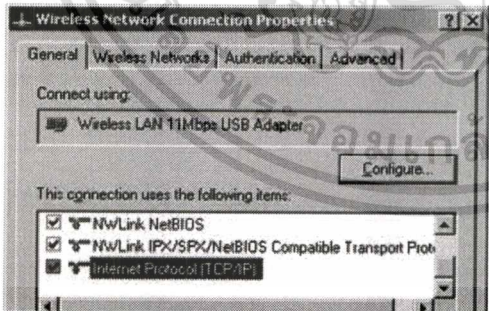 Wireless Network Connection Properties
General Wireless Networks Authentication Advanced
Connect using:
Wireless LAN 11Mbps USB Adapter
Configure...
This connection uses the following items:
NWLink NetBIOS
NWLink IPX/SPX/NetBIOS Compatible Transport Prot
Internet Protocol (TCP/IP)